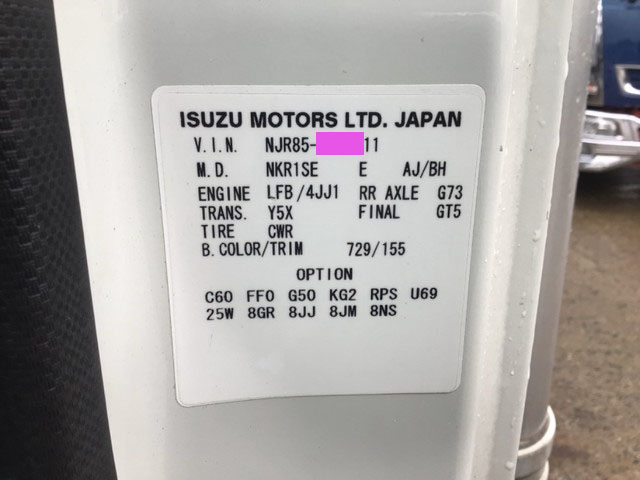 ISUZU MOTORS LTD. JAPAN
V.I.N. NJR85- 11
M.D. NKR1SE E AJ/BH
ENGINE LFB/4JJ1 RR AXLE G73
TRANS. Y5X FINAL GT5
TIRE CWR
B.COLOR/TRIM 729/155
OPTION
C60 FF0 G50 KG2 RPS U69
25W 8GR 8JJ 8JM 8NS